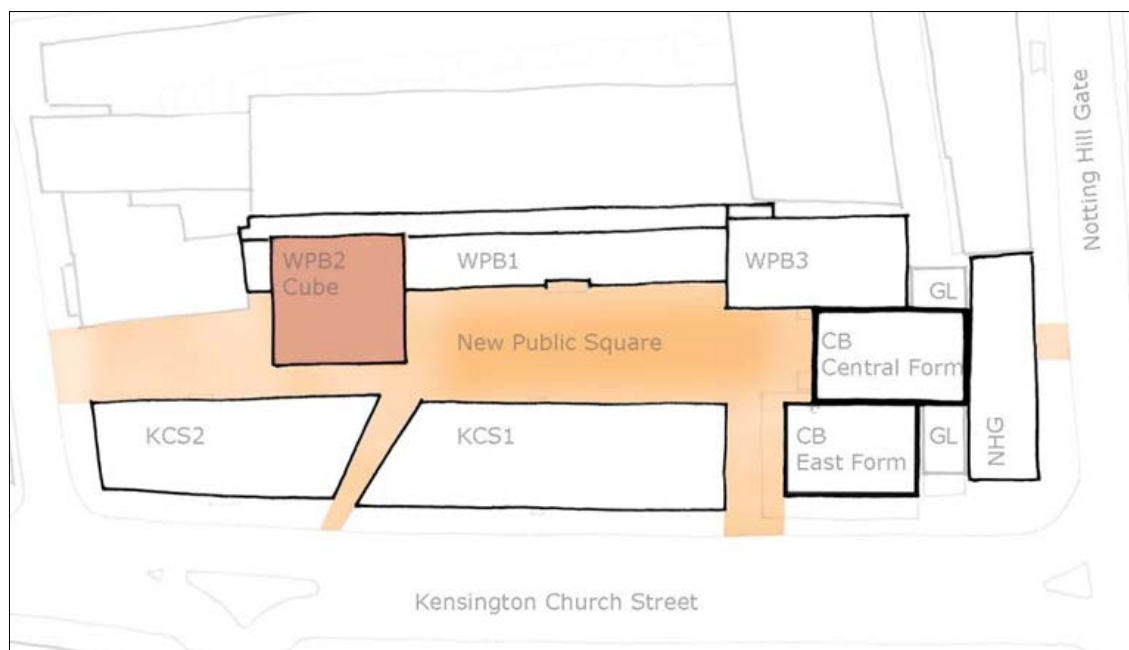 Notting Hill Gate
WPB2
Cube
WPB1
WPB3
GL
New Public Square
CB
Central Form
KCS2
KCS1
CB
East Form
GL
NHG
Kensington Church Street